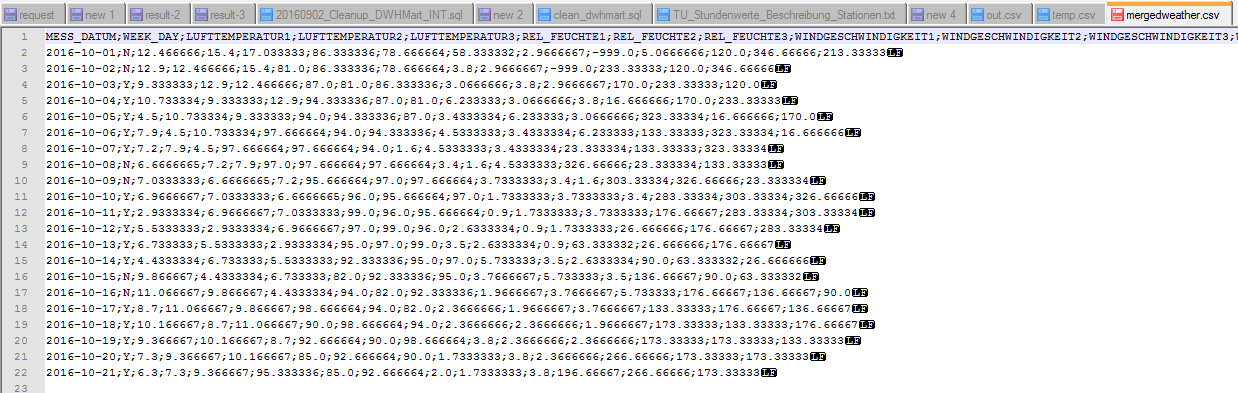 request new 1 result-2 result-3 20160902_Cleanup_DWHMart_INT.sql new 2 clean_dwhmart.sql TU_Stundenwerte_Beschreibung_Stationen.txt new 4 out.csv temp.csv mergedweather.csv
1 MESS_DATUM;WEEK_DAY;LUFTTEMPERATUR1;LUFTTEMPERATUR2;LUFTTEMPERATUR3;REL_FEUCHTE1;REL_FEUCHTE2;REL_FEUCHTE3;WINDGESCHWINDIGKEIT1;WINDGESCHWINDIGKEIT2;WINDGESCHWINDIGKEIT3;
2 2016-10-01;N;12.466666;15.4;17.033333;86.333336;78.666664;58.333332;2.9666667;-999.0;5.0666666;120.0;346.66666;213.33333LF
3 2016-10-02;N;12.9;12.466666;15.4;81.0;86.333336;78.666664;3.8;2.9666667;-999.0;233.33333;120.0;346.66666LF
4 2016-10-03;Y;9.333333;12.9;12.466666;87.0;81.0;86.333336;3.0666666;3.8;2.9666667;170.0;233.33333;120.0LF
5 2016-10-04;Y;10.733334;9.333333;12.9;94.333336;87.0;81.0;6.233333;3.0666666;3.8;16.666666;170.0;233.33333LF
6 2016-10-05;Y;4.5;10.733334;9.333333;94.0;94.333336;87.0;3.4333334;6.233333;3.0666666;323.33334;16.666666;170.0LF
7 2016-10-06;Y;7.9;4.5;10.733334;97.666664;94.0;94.333336;4.5333333;3.4333334;6.233333;133.33333;323.33334;16.666666LF
8 2016-10-07;Y;7.2;7.9;4.5;97.666664;97.666664;94.0;1.6;4.5333333;3.4333334;23.333334;133.33333;323.33334LF
9 2016-10-08;N;6.6666665;7.2;7.9;97.0;97.666664;97.666664;3.4;1.6;4.5333333;326.66666;23.333334;133.33333LF
10 2016-10-09;N;7.0333333;6.6666665;7.2;95.666664;97.0;97.666664;3.7333333;3.4;1.6;303.33334;326.66666;23.333334LF
11 2016-10-10;Y;6.9666667;7.0333333;6.6666665;96.0;95.666664;97.0;1.7333333;3.7333333;3.4;283.33334;303.33334;326.66666LF
12 2016-10-11;Y;2.9333334;6.9666667;7.0333333;99.0;96.0;95.666664;0.9;1.7333333;3.7333333;176.66667;283.33334;303.33334LF
13 2016-10-12;Y;5.5333333;2.9333334;6.9666667;97.0;99.0;96.0;2.6333334;0.9;1.7333333;26.666666;176.66667;283.33334LF
14 2016-10-13;Y;6.733333;5.5333333;2.9333334;95.0;97.0;99.0;3.5;2.6333334;0.9;63.333332;26.666666;176.66667LF
15 2016-10-14;Y;4.4333334;6.733333;5.5333333;92.333336;95.0;97.0;5.733333;3.5;2.6333334;90.0;63.333332;26.666666LF
16 2016-10-15;N;9.866667;4.4333334;6.733333;82.0;92.333336;95.0;3.7666667;5.733333;3.5;136.66667;90.0;63.333332LF
17 2016-10-16;N;11.066667;9.866667;4.4333334;94.0;82.0;92.333336;1.9666667;3.7666667;5.733333;176.66667;136.66667;90.0LF
18 2016-10-17;Y;8.7;11.066667;9.866667;98.666664;94.0;82.0;2.3666666;1.9666667;3.7666667;133.33333;176.66667;136.66667LF
19 2016-10-18;Y;10.166667;8.7;11.066667;90.0;98.666664;94.0;2.3666666;2.3666666;1.9666667;173.33333;133.33333;176.66667LF
20 2016-10-19;Y;9.366667;10.166667;8.7;92.666664;90.0;98.666664;3.8;2.3666666;2.3666666;173.33333;173.33333;133.33333LF
21 2016-10-20;Y;7.3;9.366667;10.166667;85.0;92.666664;90.0;1.7333333;3.8;2.3666666;266.66666;173.33333;173.33333LF
22 2016-10-21;Y;6.3;7.3;9.366667;95.333336;85.0;92.666664;2.0;1.7333333;3.8;196.66667;266.66666;173.33333LF
23